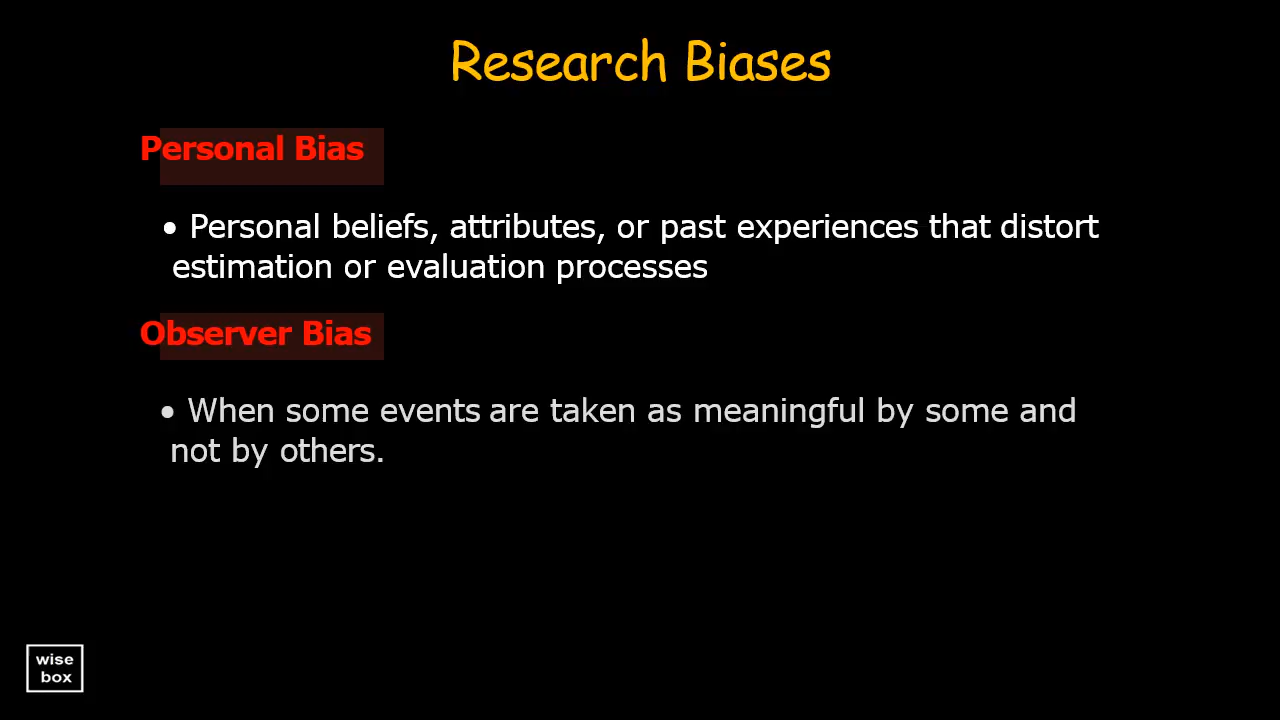 Research Biases
Personal Bias
• Personal beliefs, attributes, or past experiences that distort
estimation or evaluation processes
Observer Bias
• When some events are taken as meaningful by some and
not by others.
wise
box